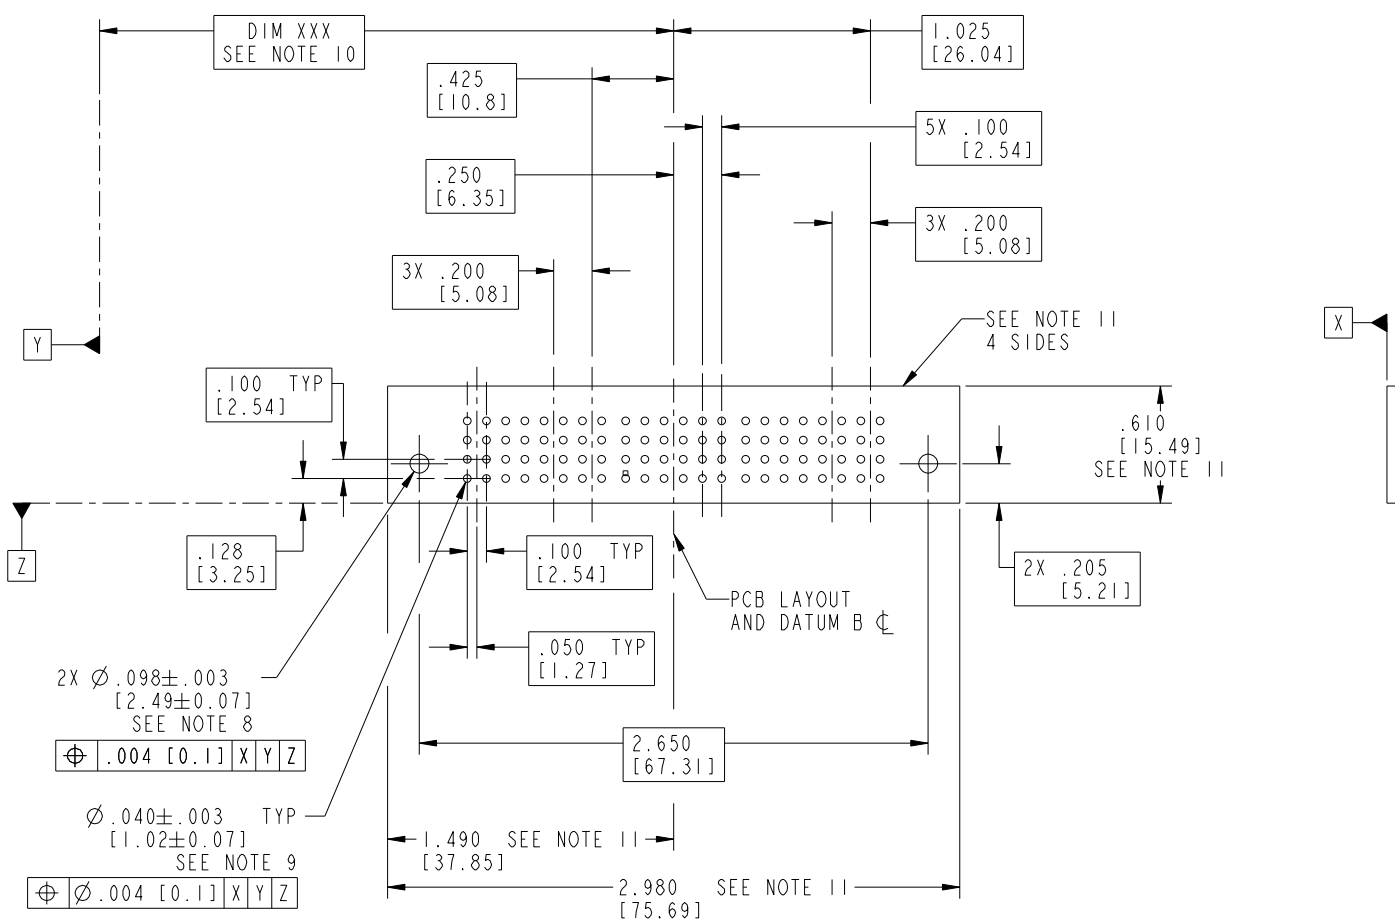 DIM XXX
SEE NOTE 10
1.025
[26.04]
.425
[10.8]
5X .100
[2.54]
.250
[6.35]
3X .200
[5.08]
3X .200
[5.08]
SEE NOTE 11
4 SIDES
X
Y
.100 TYP
[2.54]
.610
[15.49]
SEE NOTE 11
Z
.128
[3.25]
.100 TYP
[2.54]
2X .205
[5.21]
PCB LAYOUT
AND DATUM B ℄
.050 TYP
[1.27]
2X Ø.098±.003
[2.49±0.07]
SEE NOTE 8
⌖ .004 [0.1] X Y Z
2.650
[67.31]
Ø.040±.003 TYP
[1.02±0.07]
SEE NOTE 9
⌖ Ø.004 [0.1] X Y Z
1.490 SEE NOTE 11
[37.85]
2.980 SEE NOTE 11
[75.69]